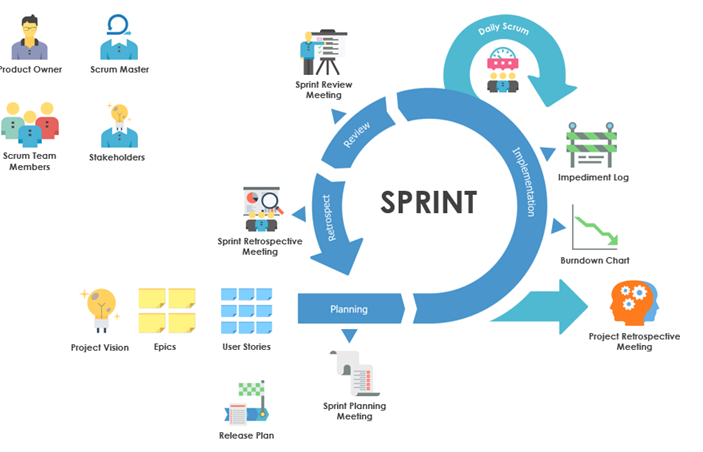 Daily Scrum
Product Owner
Scrum Master
Sprint Review
Meeting
Review
Scrum Team
Members
Stakeholders
Implementation
Impediment Log
SPRINT
Retrospect
Sprint Retrospective
Meeting
Burndown Chart
Planning
Project Vision
Epics
User Stories
Project Retrospective
Meeting
Sprint Planning
Meeting
Release Plan